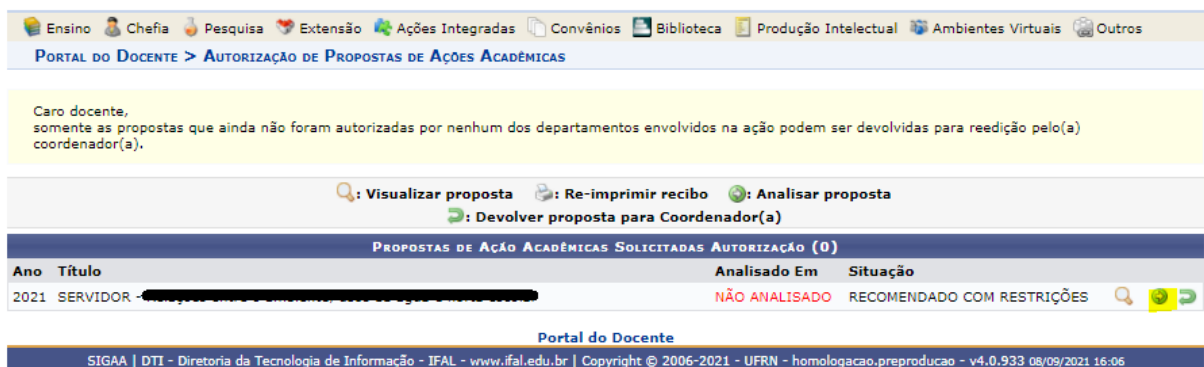 Ensino Chefia Pesquisa Extensão Ações Integradas Convênios Biblioteca Produção Intelectual Ambientes Virtuais Outros
PORTAL DO DOCENTE > AUTORIZAÇÃO DE PROPOSTAS DE AÇÕES ACADÊMICAS
Caro docente,
somente as propostas que ainda não foram autorizadas por nenhum dos departamentos envolvidos na ação podem ser devolvidas para reedição pelo(a)
coordenador(a).
: Visualizar proposta : Re-imprimir recibo : Analisar proposta
: Devolver proposta para Coordenador(a)
PROPOSTAS DE AÇÃO ACADÊMICAS SOLICITADAS AUTORIZAÇÃO (0)
Ano Título Analisado Em Situação
2021 SERVIDOR - NÃO ANALISADO RECOMENDADO COM RESTRIÇÕES
Portal do Docente
SIGAA | DTI - Diretoria da Tecnologia de Informação - IFAL - www.ifal.edu.br | Copyright © 2006-2021 - UFRN - homologacao.preproducao - v4.0.933 08/09/2021 16:06